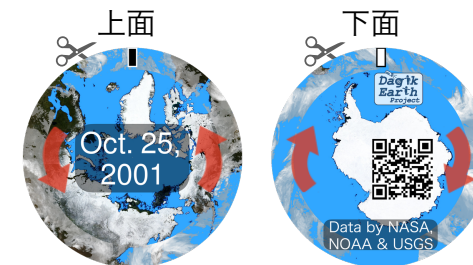 上面
下面
Dagik
Earth
Project
Oct. 25,
2001
Data by NASA,
NOAA & USGS